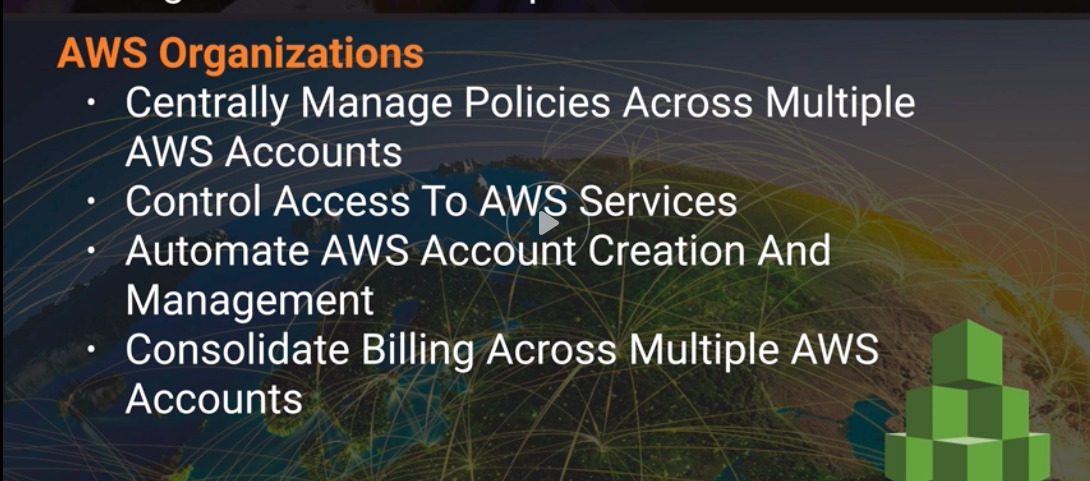 AWS Organizations
• Centrally Manage Policies Across Multiple
AWS Accounts
• Control Access To AWS Services
• Automate AWS Account Creation And
Management
• Consolidate Billing Across Multiple AWS
Accounts